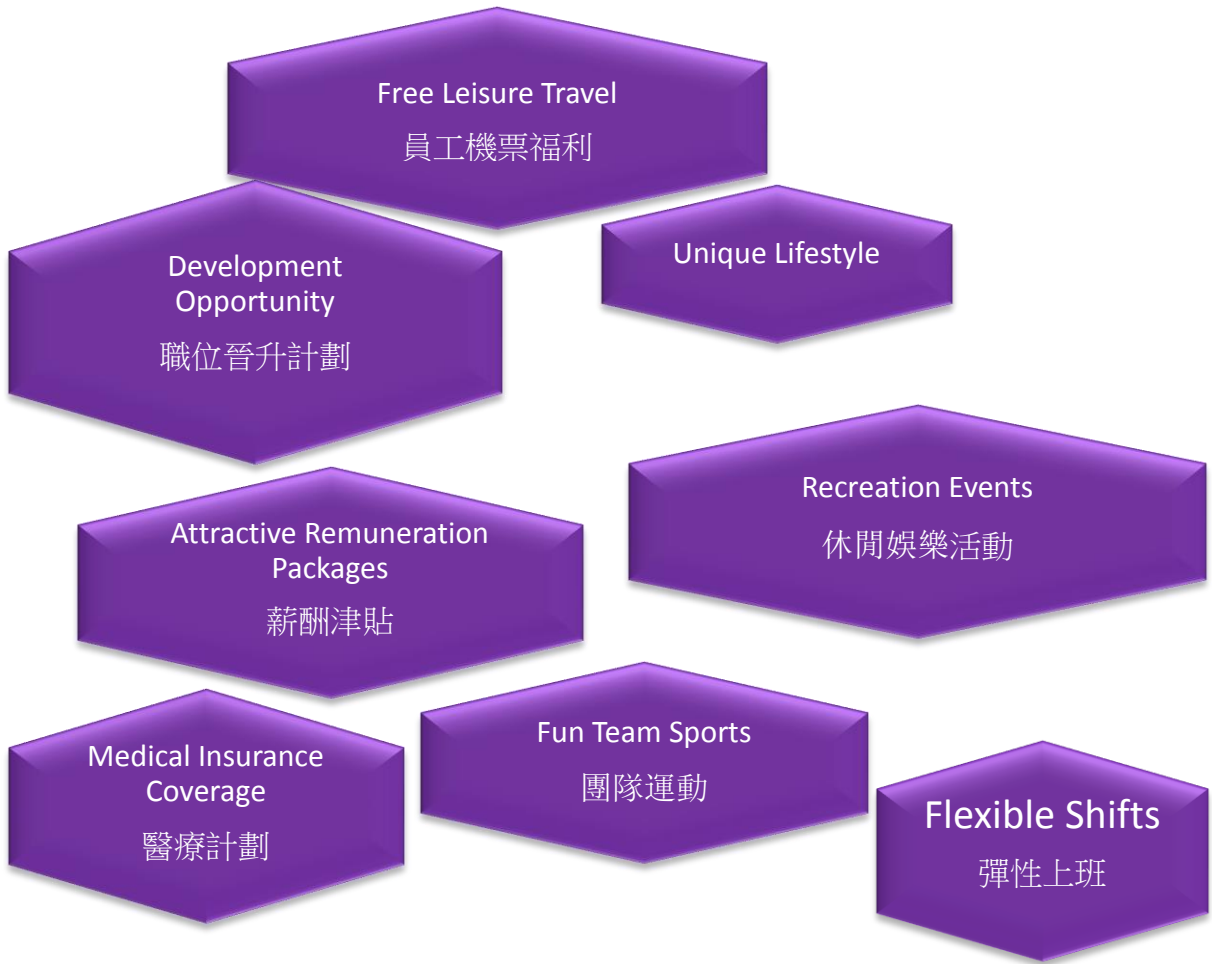 Free Leisure Travel
員工機票福利
Development
Opportunity
職位晉升計劃
Unique Lifestyle
Recreation Events
休閒娛樂活動
Attractive Remuneration
Packages
薪酬津貼
Fun Team Sports
團隊運動
Medical Insurance
Coverage
醫療計劃
Flexible Shifts
彈性上班